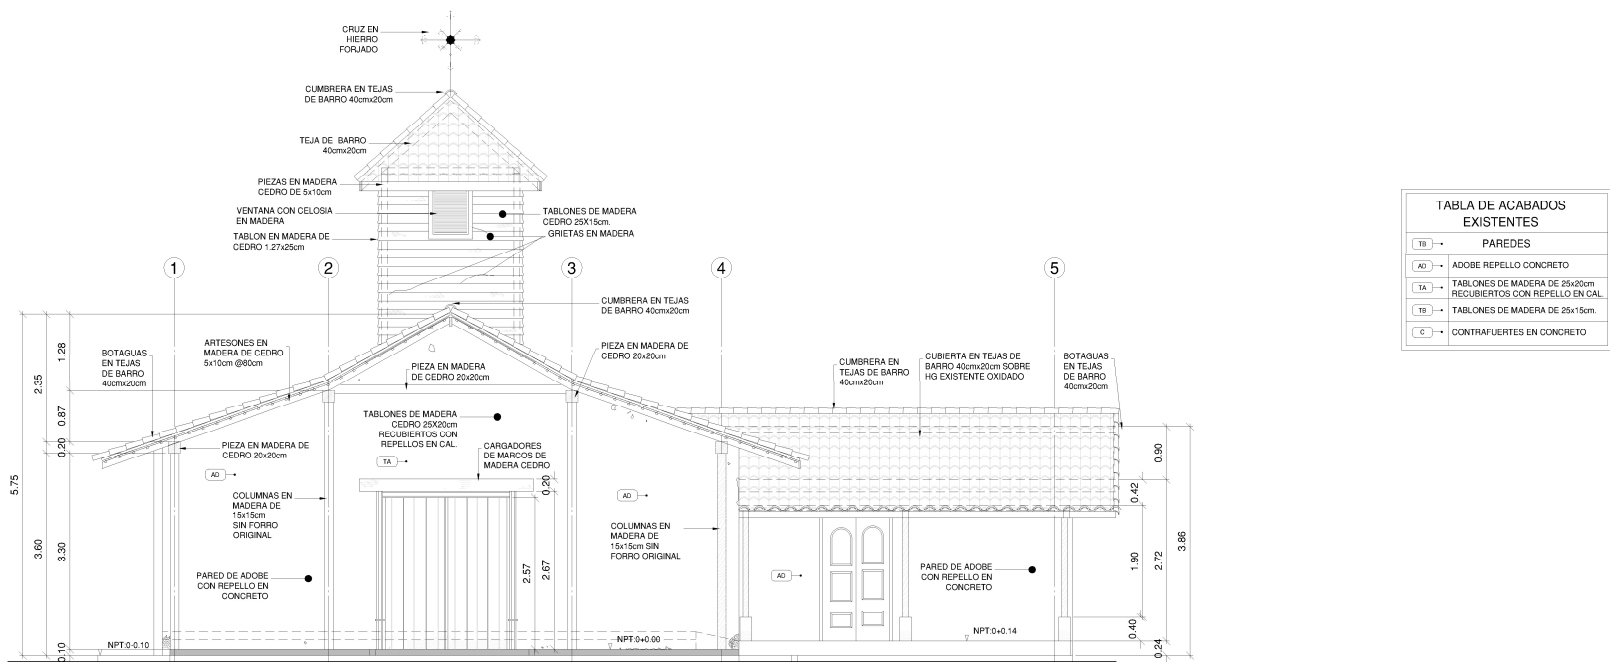 CRUZ EN
HIERRO
FORJADO
CUMBRERA EN TEJAS
DE BARRO 40cmx20cm
TEJA DE BARRO
40cmx20cm
PIEZAS EN MADERA
CEDRO DE 5x10cm
VENTANA CON CELOSIA
EN MADERA
TABLON EN MADERA DE
CEDRO 1.27x25cm
TABLONES DE MADERA
CEDRO 25X15cm.
GRIETAS EN MADERA
1
2
3
4
5
CUMBRERA EN TEJAS
DE BARRO 40cmx20cm
BOTAGUAS
EN TEJAS
DE BARRO
40cmx20cm
ARTESONES EN
MADERA DE CEDRO
5x10cm @80cm
PIEZA EN MADERA DE
CEDRO 20x20cm
PIEZA EN MADERA
DE CEDRO 20x20cm
TABLONES DE MADERA
CEDRO 25X20cm
RECUBIERTOS CON
REPELLOS EN CAL.
TA
CARGADORES
DE MARCOS DE
MADERA CEDRO
PIEZA EN MADERA DE
CEDRO 20x20cm
AD
AD
COLUMNAS EN
MADERA DE
15x15cm
SIN FORRO
ORIGINAL
COLUMNAS EN
MADERA DE
15x15cm SIN
FORRO ORIGINAL
PARED DE ADOBE
CON REPELLO EN
CONCRETO
CUMBRERA EN
TEJAS DE BARRO
40cmx20cm
CUBIERTA EN TEJAS DE
BARRO 40cmx20cm SOBRE
HG EXISTENTE OXIDADO
BOTAGUAS
EN TEJAS
DE BARRO
40cmx20cm
AD
PARED DE ADOBE
CON REPELLO EN
CONCRETO
NPT:0-0.10
NPT:0+0.00
NPT:0+0.14
5.75
2.35
3.60
1.28
0.87
0.20
3.30
0.10
0.20
2.57
2.67
0.90
0.42
1.90
0.40
2.72
0.24
3.86
TABLA DE ACABADOS
EXISTENTES
TB PAREDES
AD ADOBE REPELLO CONCRETO
TA TABLONES DE MADERA DE 25x20cm
RECUBIERTOS CON REPELLO EN CAL.
TB TABLONES DE MADERA DE 25x15cm.
C CONTRAFUERTES EN CONCRETO